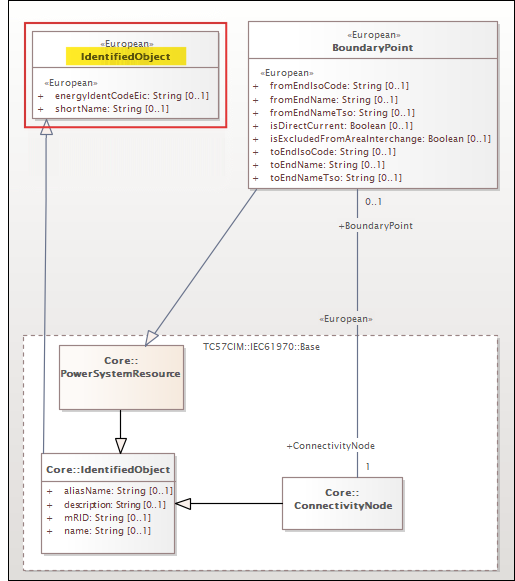 «European»
IdentifiedObject
«European»
+ energyIdentCodeEic: String [0..1]
+ shortName: String [0..1]
«European»
BoundaryPoint
«European»
+ fromEndIsoCode: String [0..1]
+ fromEndName: String [0..1]
+ fromEndNameTso: String [0..1]
+ isDirectCurrent: Boolean [0..1]
+ isExcludedFromAreaInterchange: Boolean [0..1]
+ toEndIsoCode: String [0..1]
+ toEndName: String [0..1]
+ toEndNameTso: String [0..1]
0..1
+BoundaryPoint
«European»
TC57CIM::IEC61970::Base
Core::
PowerSystemResource
+ConnectivityNode
1
Core::IdentifiedObject
+ aliasName: String [0..1]
+ description: String [0..1]
+ mRID: String [0..1]
+ name: String [0..1]
Core::
ConnectivityNode